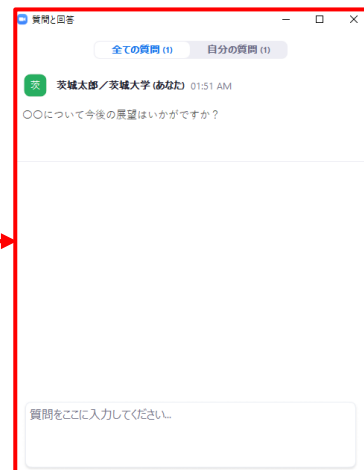 質問と回答
全ての質問 (1) 自分の質問 (1)
茨 茨城太郎／茨城大学 (あなた) 01:51 AM
○○について今後の展望はいかがですか？
質問をここに入力してください...